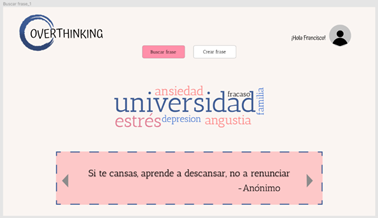 Buscar frase_1
OVERTHINKING
¡Hola Francisco!
Buscar frase
Crear frase
ansiedad
fracaso
familia
universidad
estrés
depresion
angustia
Si te cansas, aprende a descansar, no a renunciar
-Anónimo